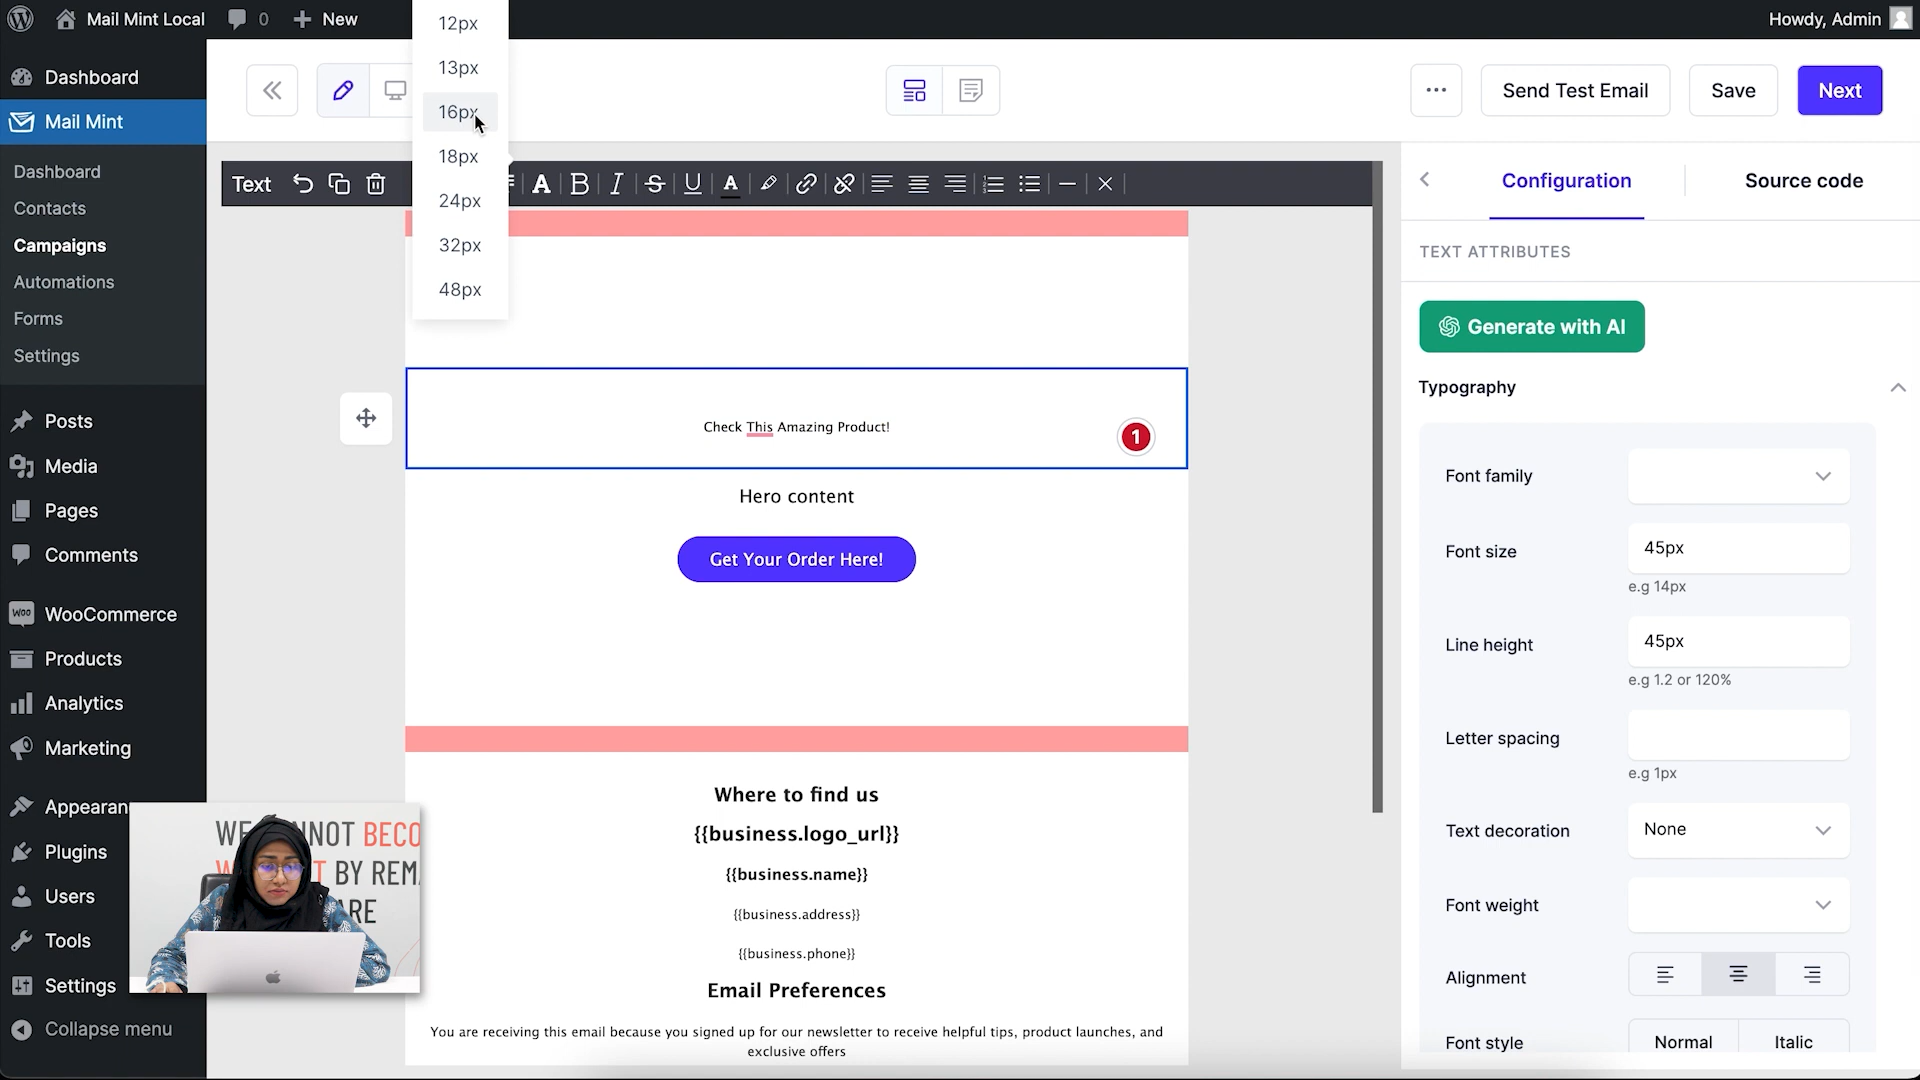 Mail Mint Local
0
New
Howdy, Admin
Dashboard
Mail Mint
Dashboard
Contacts
Campaigns
Automations
Forms
Settings
Posts
Media
Pages
Comments
WooCommerce
Products
Analytics
Marketing
Appearan
Plugins
Users
Tools
Settings
Collapse menu
12px
13px
16px
18px
24px
32px
48px
Send Test Email
Save
Next
Text
Check This Amazing Product!
1
Hero content
Get Your Order Here!
Where to find us
{{business.logo_url}}
{{business.name}}
{{business.address}}
{{business.phone}}
Email Preferences
You are receiving this email because you signed up for our newsletter to receive helpful tips, product launches, and
exclusive offers
Configuration
Source code
TEXT ATTRIBUTES
Generate with AI
Typography
Font family
Font size
45px
e.g 14px
Line height
45px
e.g 1.2 or 120%
Letter spacing
e.g 1px
Text decoration
None
Font weight
Alignment
Font style
Normal
Italic
BECO
BY REM